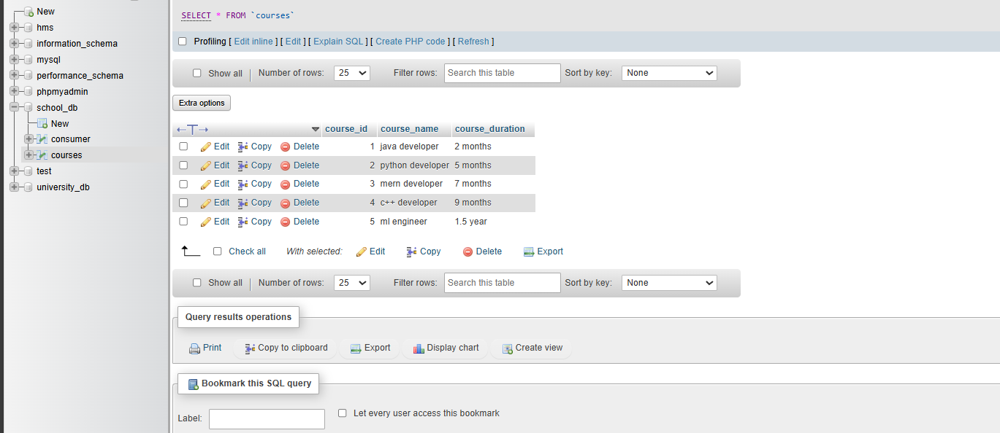 New
hms
information_schema
mysql
performance_schema
phpmyadmin
school_db
New
consumer
courses
test
university_db
SELECT * FROM `courses`
Profiling [ Edit inline ] [ Edit ] [ Explain SQL ] [ Create PHP code ] [ Refresh ]
Show all Number of rows: 25 Filter rows: Search this table Sort by key: None
Extra options
course_id course_name course_duration
Edit Copy Delete 1 java developer 2 months
Edit Copy Delete 2 python developer 5 months
Edit Copy Delete 3 mern developer 7 months
Edit Copy Delete 4 c++ developer 9 months
Edit Copy Delete 5 ml engineer 1.5 year
Check all With selected: Edit Copy Delete Export
Show all Number of rows: 25 Filter rows: Search this table Sort by key: None
Query results operations
Print Copy to clipboard Export Display chart Create view
Bookmark this SQL query
Label: Let every user access this bookmark